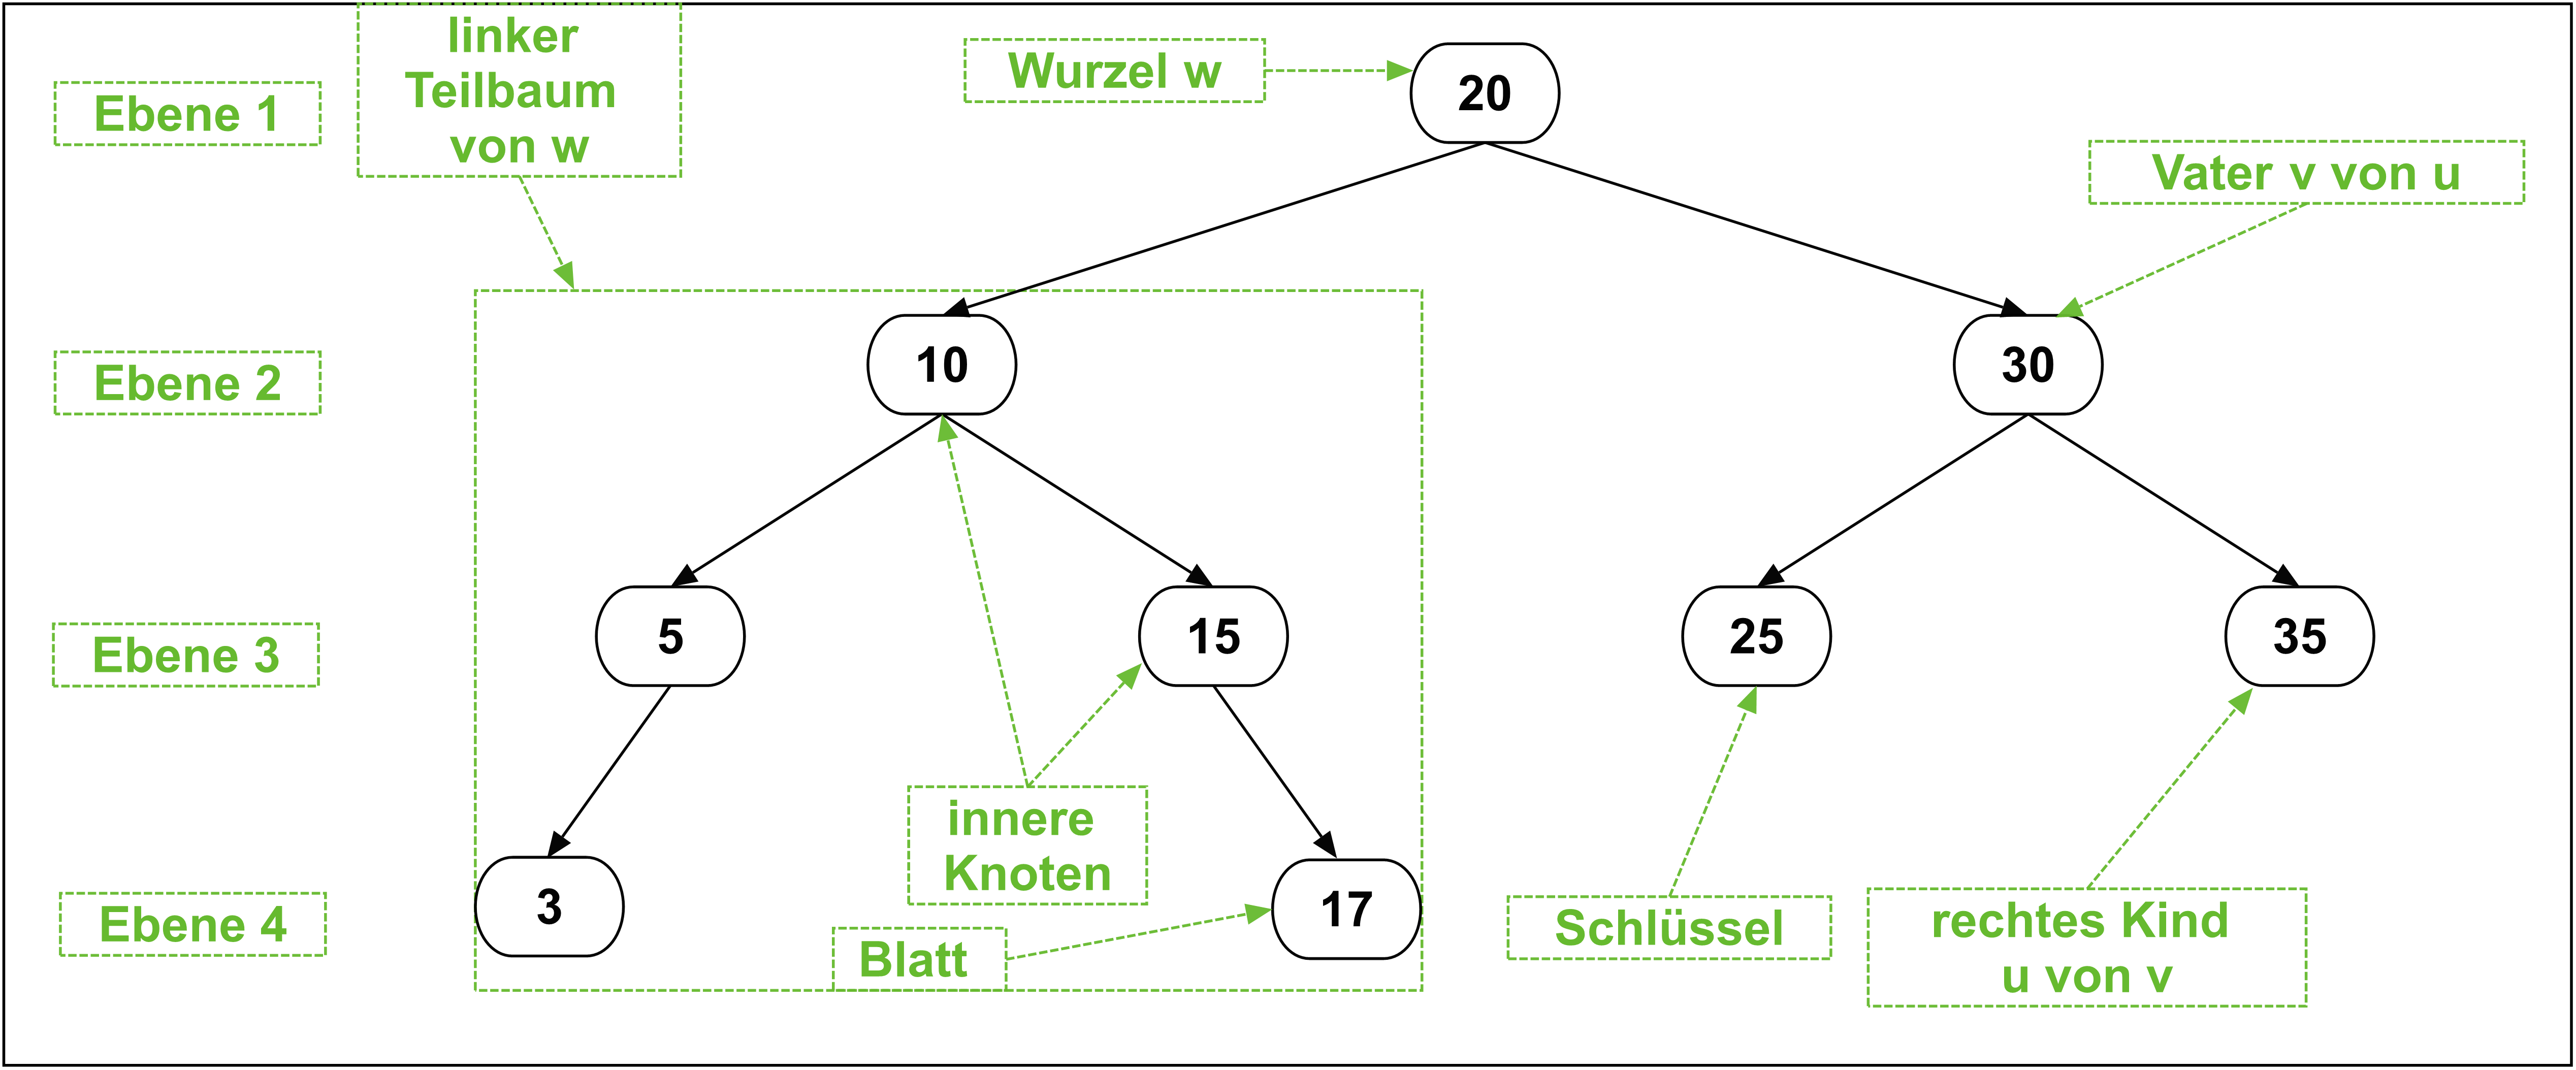 linker
Teilbaum
von w
Wurzel w
20
Ebene 1
Vater v von u
Ebene 2
10
30
Ebene 3
5
15
25
35
innere
Knoten
Ebene 4
3
17
Blatt
Schlüssel
rechtes Kind
u von v